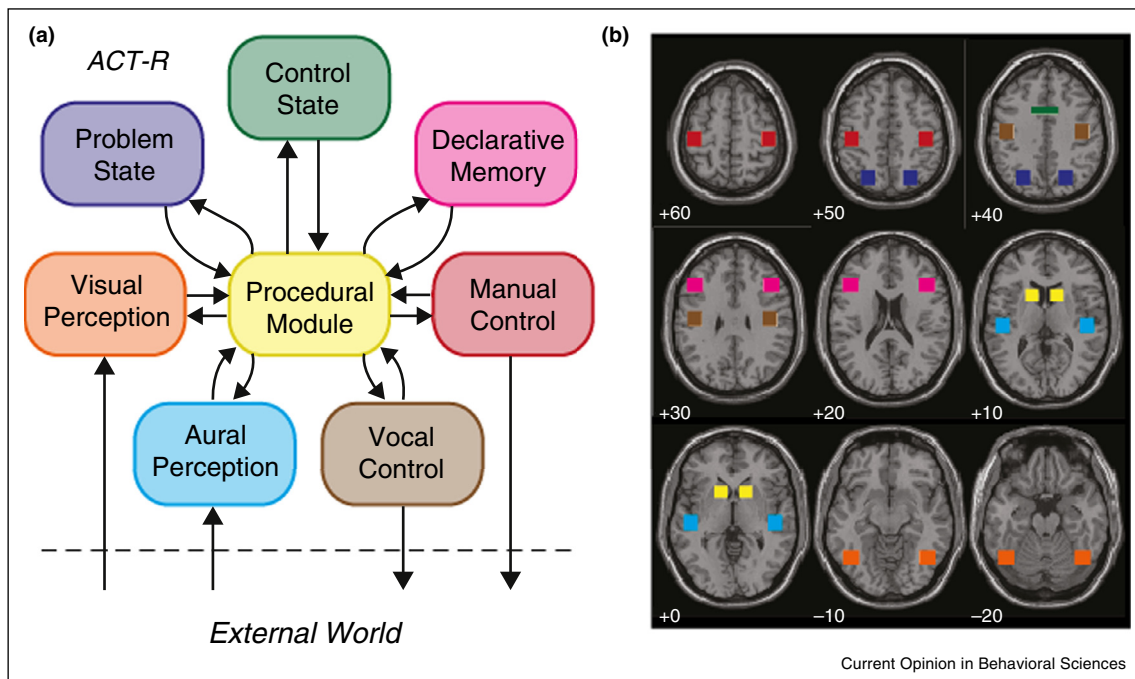 (a)
ACT-R
Control
State
Problem
State
Declarative
Memory
Visual
Perception
Procedural
Module
Manual
Control
Aural
Perception
Vocal
Control
External World
(b)
+60
+50
+40
+30
+20
+10
+0
–10
–20
Current Opinion in Behavioral Sciences